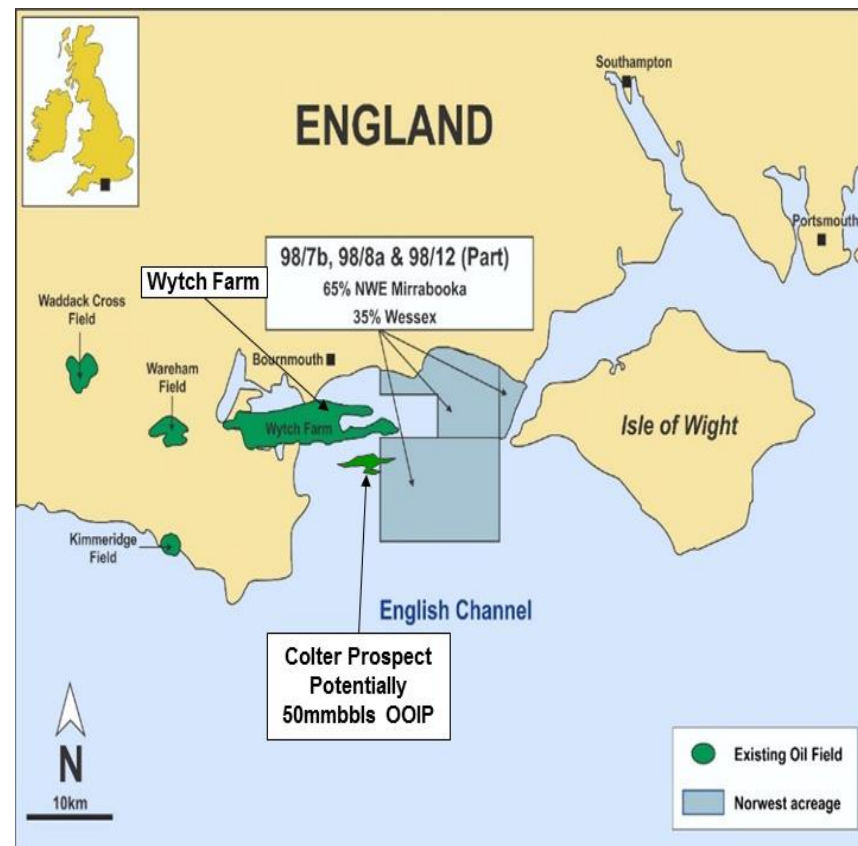 Southampton
ENGLAND
Portsmouth
98/7b, 98/8a & 98/12 (Part)
65% NWE Mirrabooka
35% Wessex
Wytch Farm
Waddack Cross
Field
Bournmouth
Wareham
Field
Wytch Farm
Isle of Wight
Kimmeridge
Field
English Channel
Colter Prospect
Potentially
50mmbbls OOIP
N
10km
Existing Oil Field
Norwest acreage